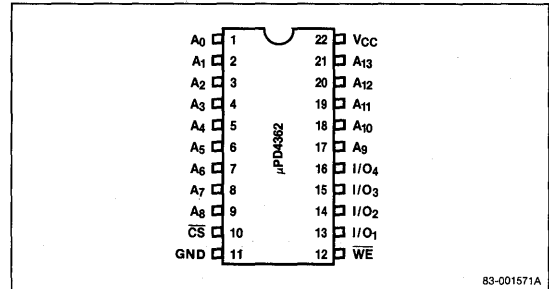 A0 1 22 VCC
A1 2 21 A13
A2 3 20 A12
A3 4 19 A11
A4 5 18 A10
A5 6 17 A9
A6 7 16 I/O4
A7 8 15 I/O3
A8 9 14 I/O2
CS 10 13 I/O1
GND 11 12 WE
μPD4362
83-001571A